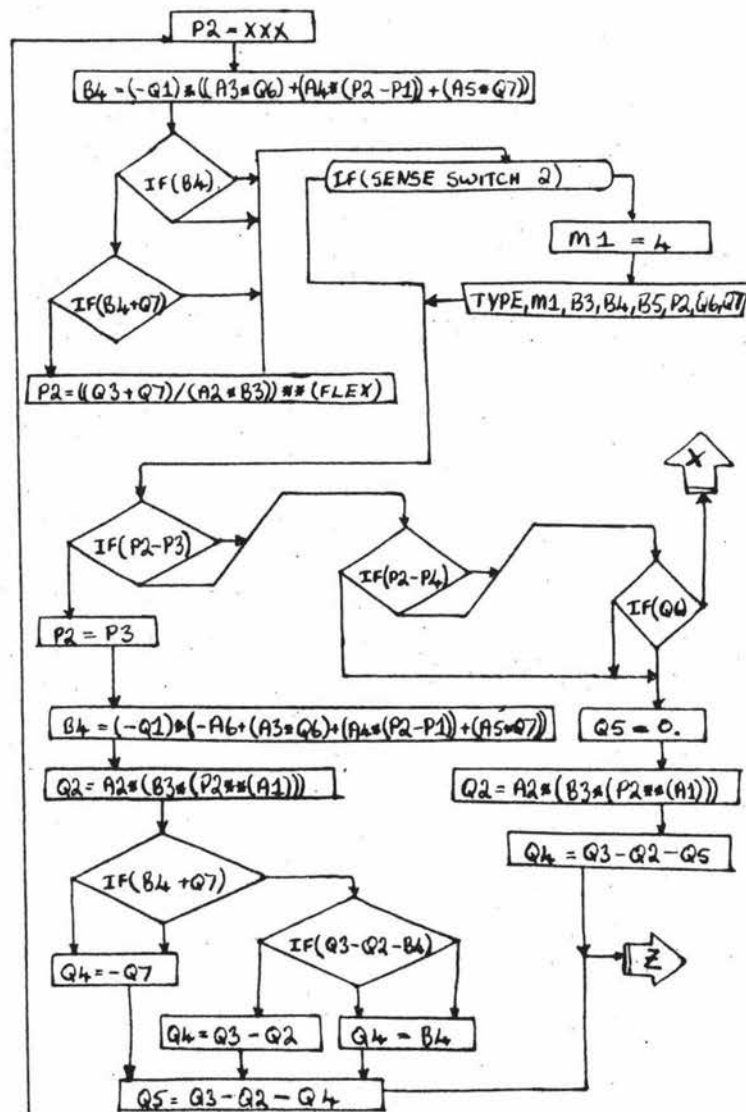 P2 = XXX
B4 = (-Q1) * ((A3*Q6) + (A4*(P2-P1)) + (A5*Q7))
IF(B4)
IF(SENSE SWITCH 2)
M1 = 4
IF(B4+Q7)
TYPE, M1, B3, B4, B5, P2, Q6, Q7
P2 = ((Q3+Q7)/(A2*B3)) ** (FLEX)
X
IF(P2-P3)
IF(P2-P4)
IF(Q6)
P2 = P3
B4 = (-Q1) * (-A6+(A3*Q6)+(A4*(P2-P1))+(A5*Q7))
Q5 = 0.
Q2 = A2*(B3*(P2**(A1)))
Q2 = A2*(B3*(P2**(A1)))
Q4 = Q3-Q2-Q5
IF(B4+Q7)
IF(Q3-Q2-B4)
Z
Q4 = -Q7
Q4 = Q3-Q2
Q4 = B4
Q5 = Q3-Q2-Q4